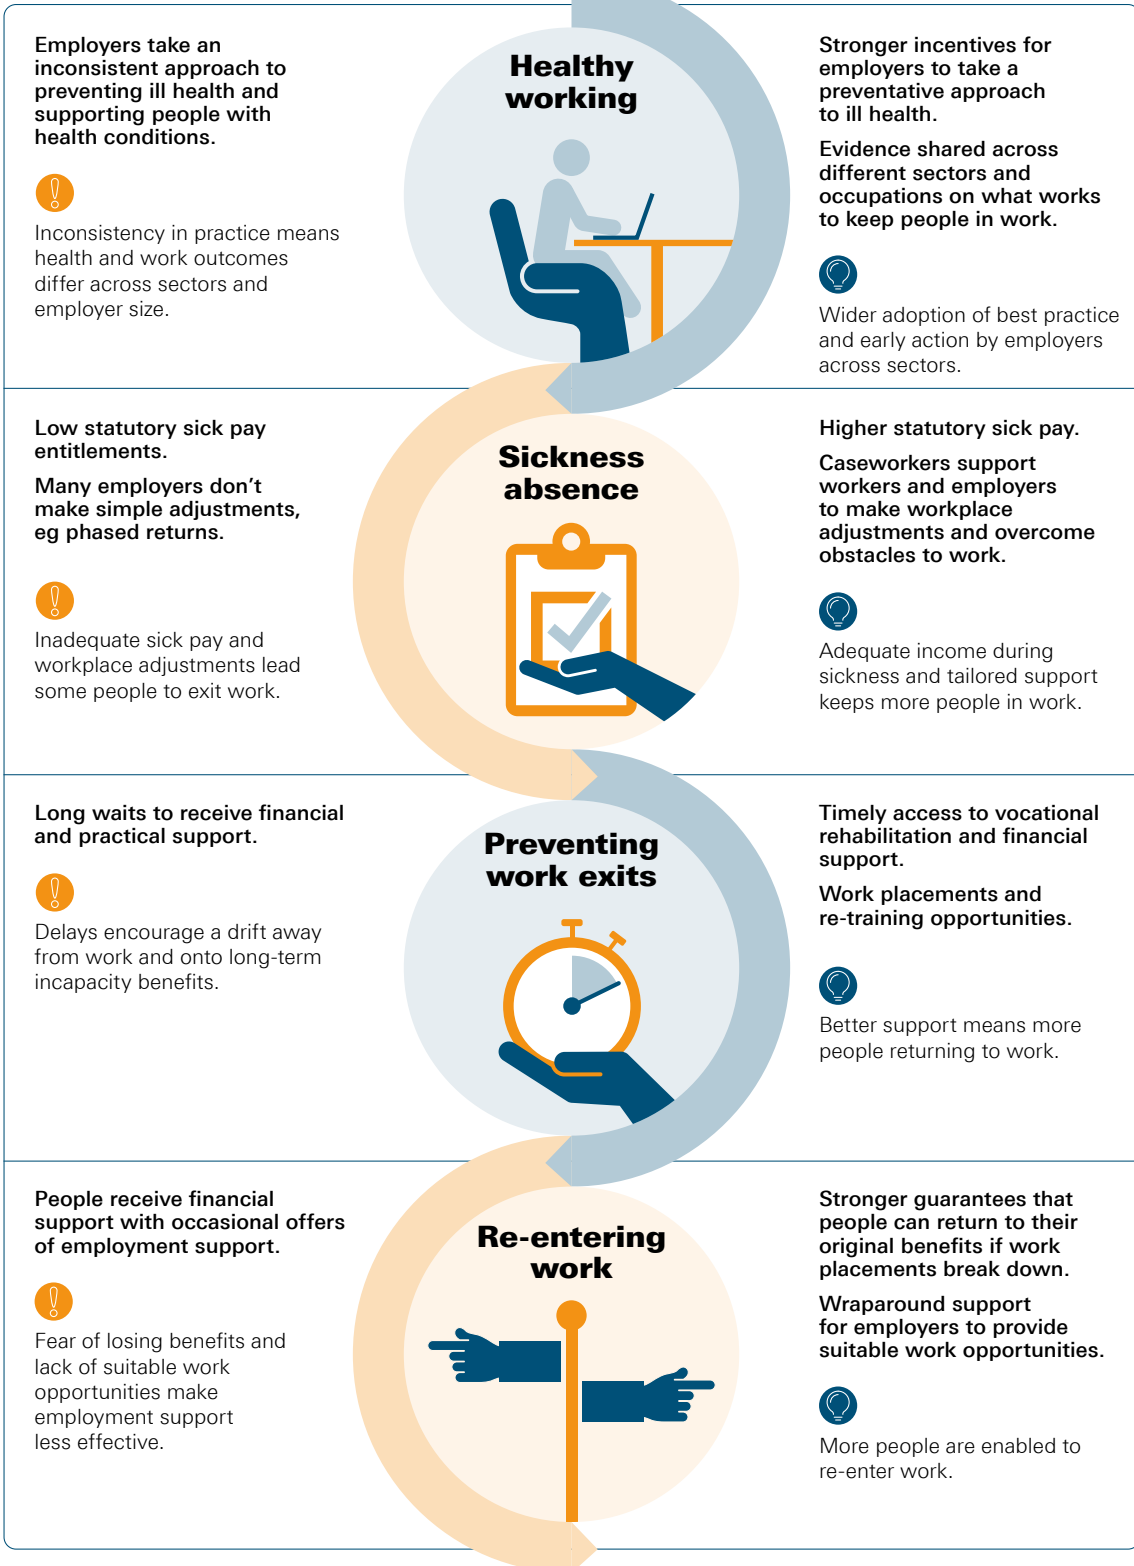 Employers take an
inconsistent approach to
preventing ill health and
supporting people with
health conditions.
Inconsistency in practice means
health and work outcomes
differ across sectors and
employer size.
Healthy
working
Stronger incentives for
employers to take a
preventative approach
to ill health.
Evidence shared across
different sectors and
occupations on what works
to keep people in work.
Wider adoption of best practice
and early action by employers
across sectors.
Low statutory sick pay
entitlements.
Many employers don’t
make simple adjustments,
eg phased returns.
Inadequate sick pay and
workplace adjustments lead
some people to exit work.
Sickness
absence
Higher statutory sick pay.
Caseworkers support
workers and employers
to make workplace
adjustments and overcome
obstacles to work.
Adequate income during
sickness and tailored support
keeps more people in work.
Long waits to receive financial
and practical support.
Delays encourage a drift away
from work and onto long-term
incapacity benefits.
Preventing
work exits
Timely access to vocational
rehabilitation and financial
support.
Work placements and
re-training opportunities.
Better support means more
people returning to work.
People receive financial
support with occasional offers
of employment support.
Fear of losing benefits and
lack of suitable work
opportunities make
employment support
less effective.
Re-entering
work
Stronger guarantees that
people can return to their
original benefits if work
placements break down.
Wraparound support
for employers to provide
suitable work opportunities.
More people are enabled to
re-enter work.